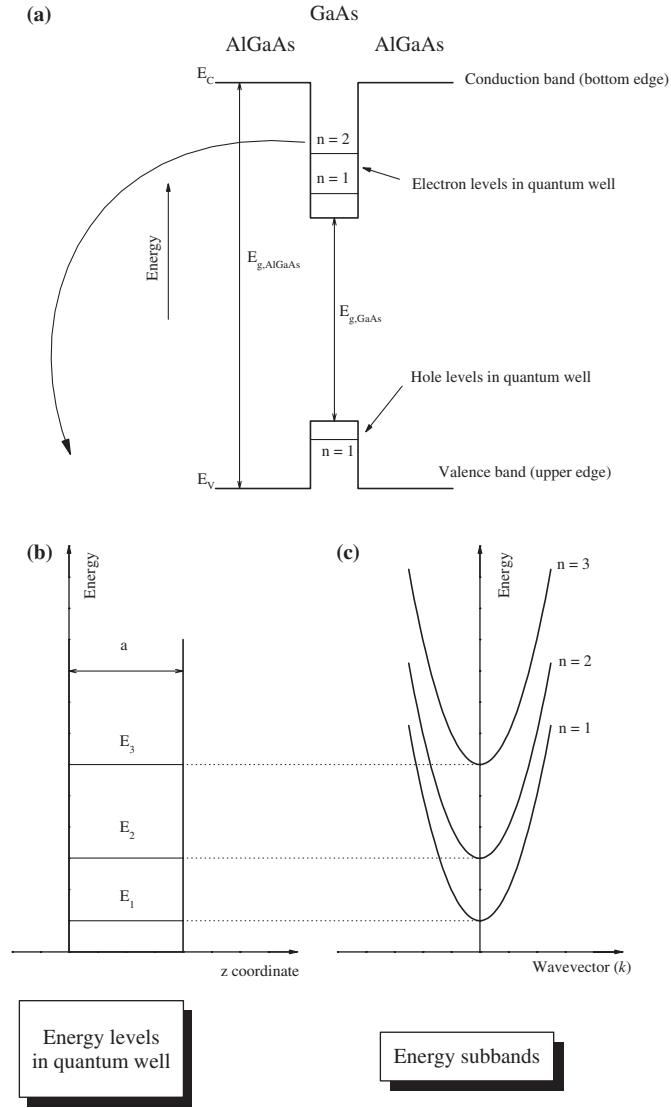 (a)
GaAs
AlGaAs
AlGaAs
E_C
Conduction band (bottom edge)
n = 2
n = 1
Electron levels in quantum well
Energy
E_g,AlGaAs
E_g,GaAs
Hole levels in quantum well
n = 1
E_V
Valence band (upper edge)
(b)
Energy
a
E_3
E_2
E_1
z coordinate
(c)
Energy
n = 3
n = 2
n = 1
Wavevector (k)
Energy levels
in quantum well
Energy subbands